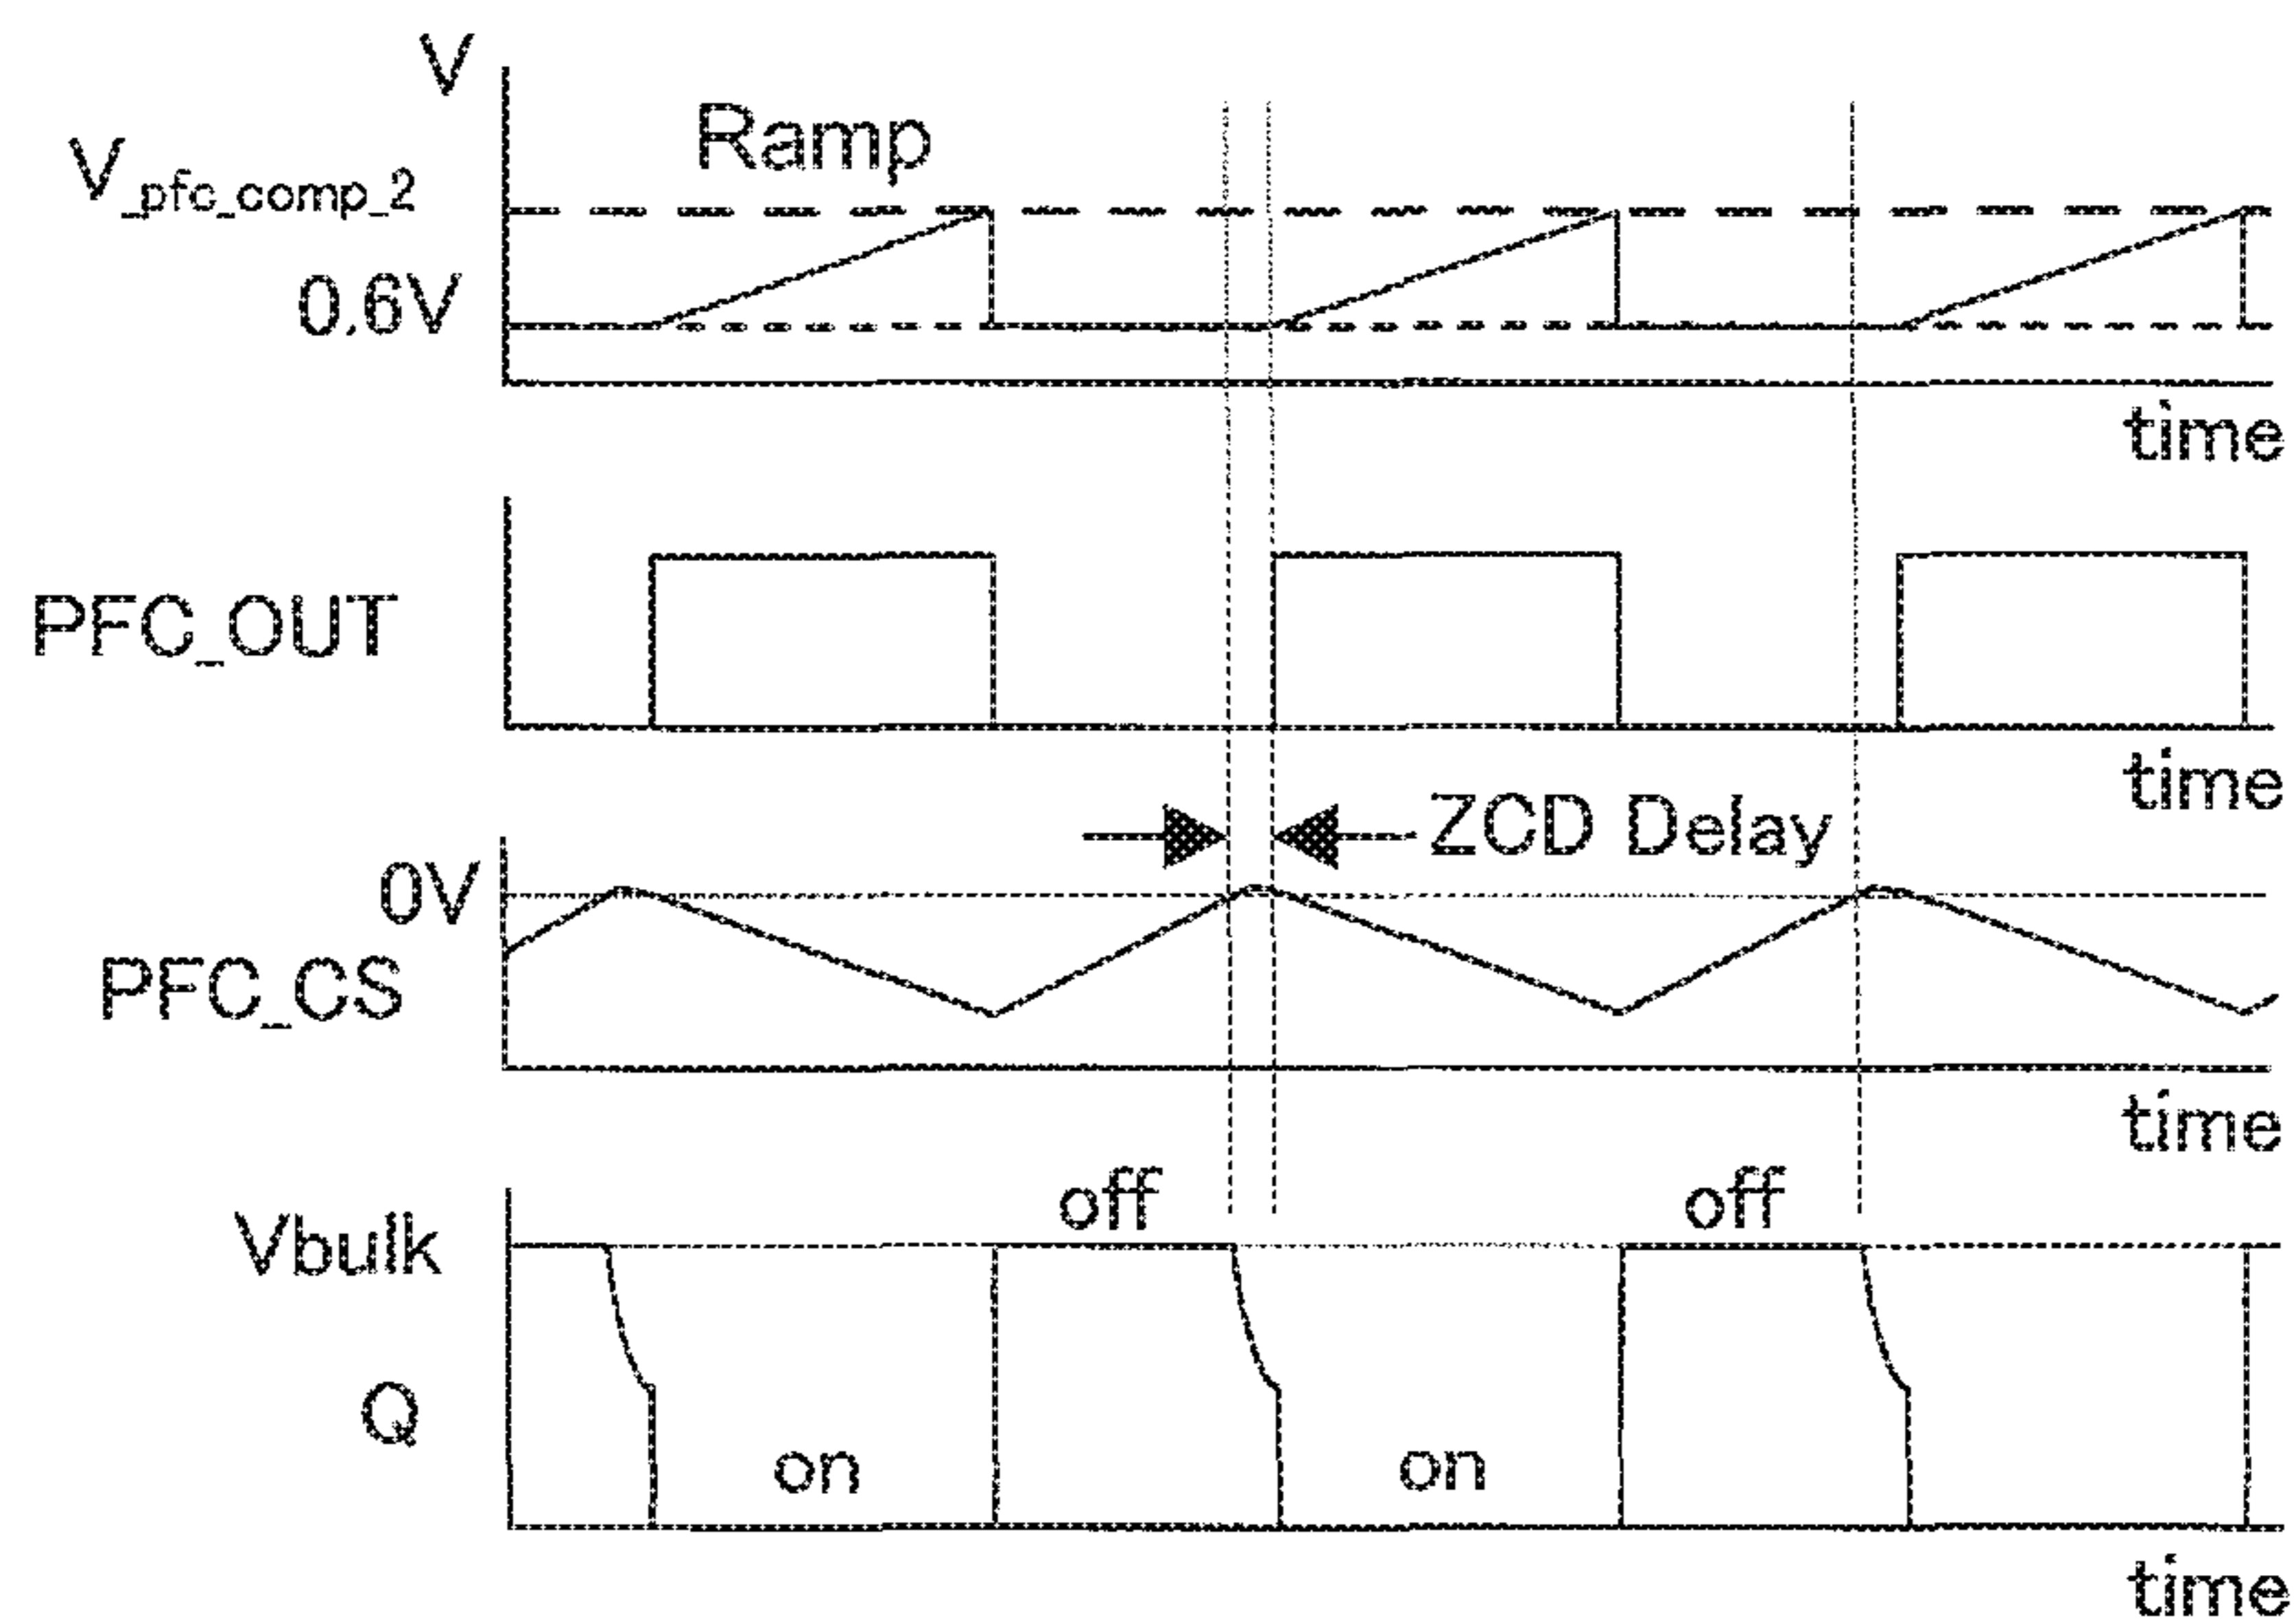 V
Ramp
V_pfc_comp_2
0.6V
time
PFC_OUT
time
ZCD Delay
0V
PFC_CS
time
off
off
Vbulk
Q
on
on
time